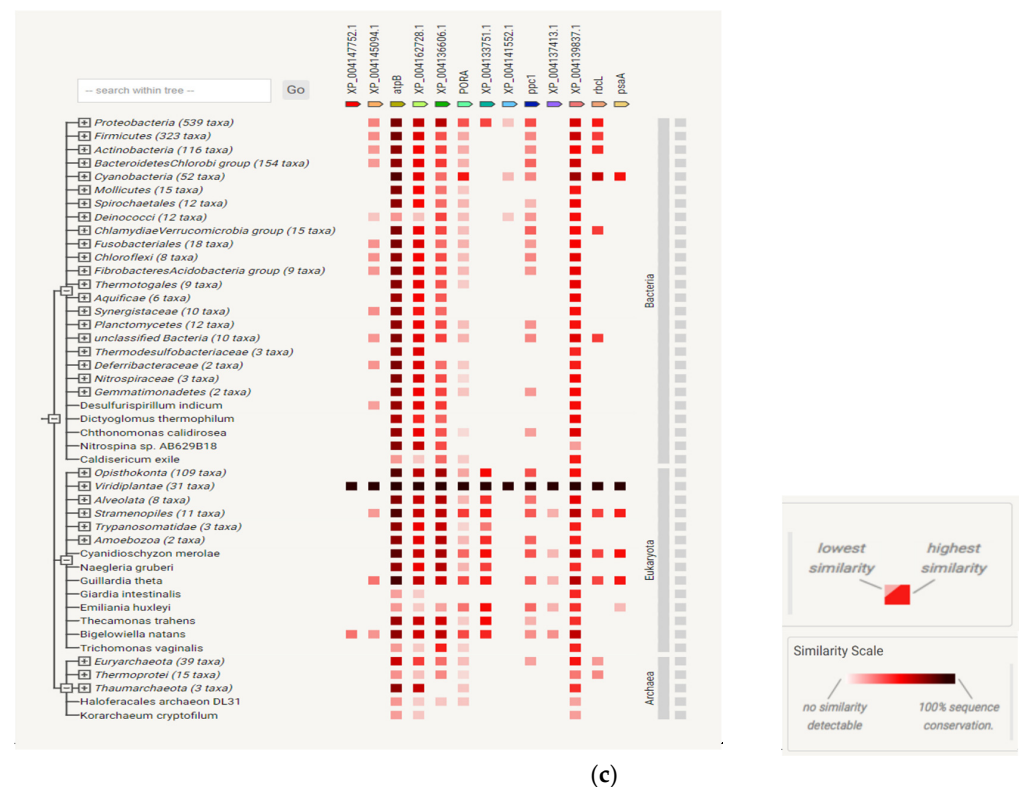 XP_004147752.1
XP_004145094.1
atpB
XP_004162728.1
XP_004136606.1
PORA
XP_004133751.1
XP_004141552.1
ppc1
XP_004137413.1
XP_004139837.1
rbcL
psaA
-- search within tree --
Go
Proteobacteria (539 taxa)
Firmicutes (323 taxa)
Actinobacteria (116 taxa)
BacteroidetesChlorobi group (154 taxa)
Cyanobacteria (52 taxa)
Mollicutes (15 taxa)
Spirochaetales (12 taxa)
Deinococci (12 taxa)
ChlamydiaeVerrucomicrobia group (15 taxa)
Fusobacteriales (18 taxa)
Chloroflexi (8 taxa)
FibrobacteresAcidobacteria group (9 taxa)
Thermotogales (9 taxa)
Aquificae (6 taxa)
Synergistaceae (10 taxa)
Planctomycetes (12 taxa)
unclassified Bacteria (10 taxa)
Thermodesulfobacteriaceae (3 taxa)
Deferribacteraceae (2 taxa)
Nitrospiraceae (3 taxa)
Gemmatimonadetes (2 taxa)
Desulfurispirillum indicum
Dictyoglomus thermophilum
Chthonomonas calidirosea
Nitrospina sp. AB629B18
Caldisericum exile
Bacteria
Opisthokonta (109 taxa)
Viridiplantae (31 taxa)
Alveolata (8 taxa)
Stramenopiles (11 taxa)
Trypanosomatidae (3 taxa)
Amoebozoa (2 taxa)
Cyanidioschyzon merolae
Naegleria gruberi
Guillardia theta
Giardia intestinalis
Emiliania huxleyi
Thecamonas trahens
Bigelowiella natans
Trichomonas vaginalis
Eukaryota
Euryarchaeota (39 taxa)
Thermoprotei (15 taxa)
Thaumarchaeota (3 taxa)
Haloferacales archaeon DL31
Korarchaeum cryptofilum
Archaea
lowest highest
similarity similarity
Similarity Scale
no similarity 100% sequence
detectable conservation.
(c)